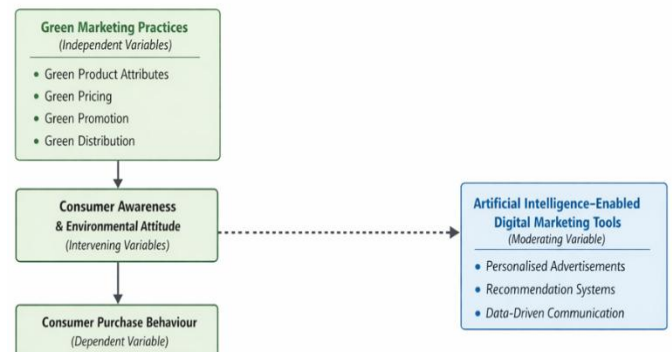 Green Marketing Practices
(Independent Variables)
• Green Product Attributes
• Green Pricing
• Green Promotion
• Green Distribution
Consumer Awareness
& Environmental Attitude
(Intervening Variables)
Artificial Intelligence–Enabled
Digital Marketing Tools
(Moderating Variable)
• Personalised Advertisements
• Recommendation Systems
• Data-Driven Communication
Consumer Purchase Behaviour
(Dependent Variable)